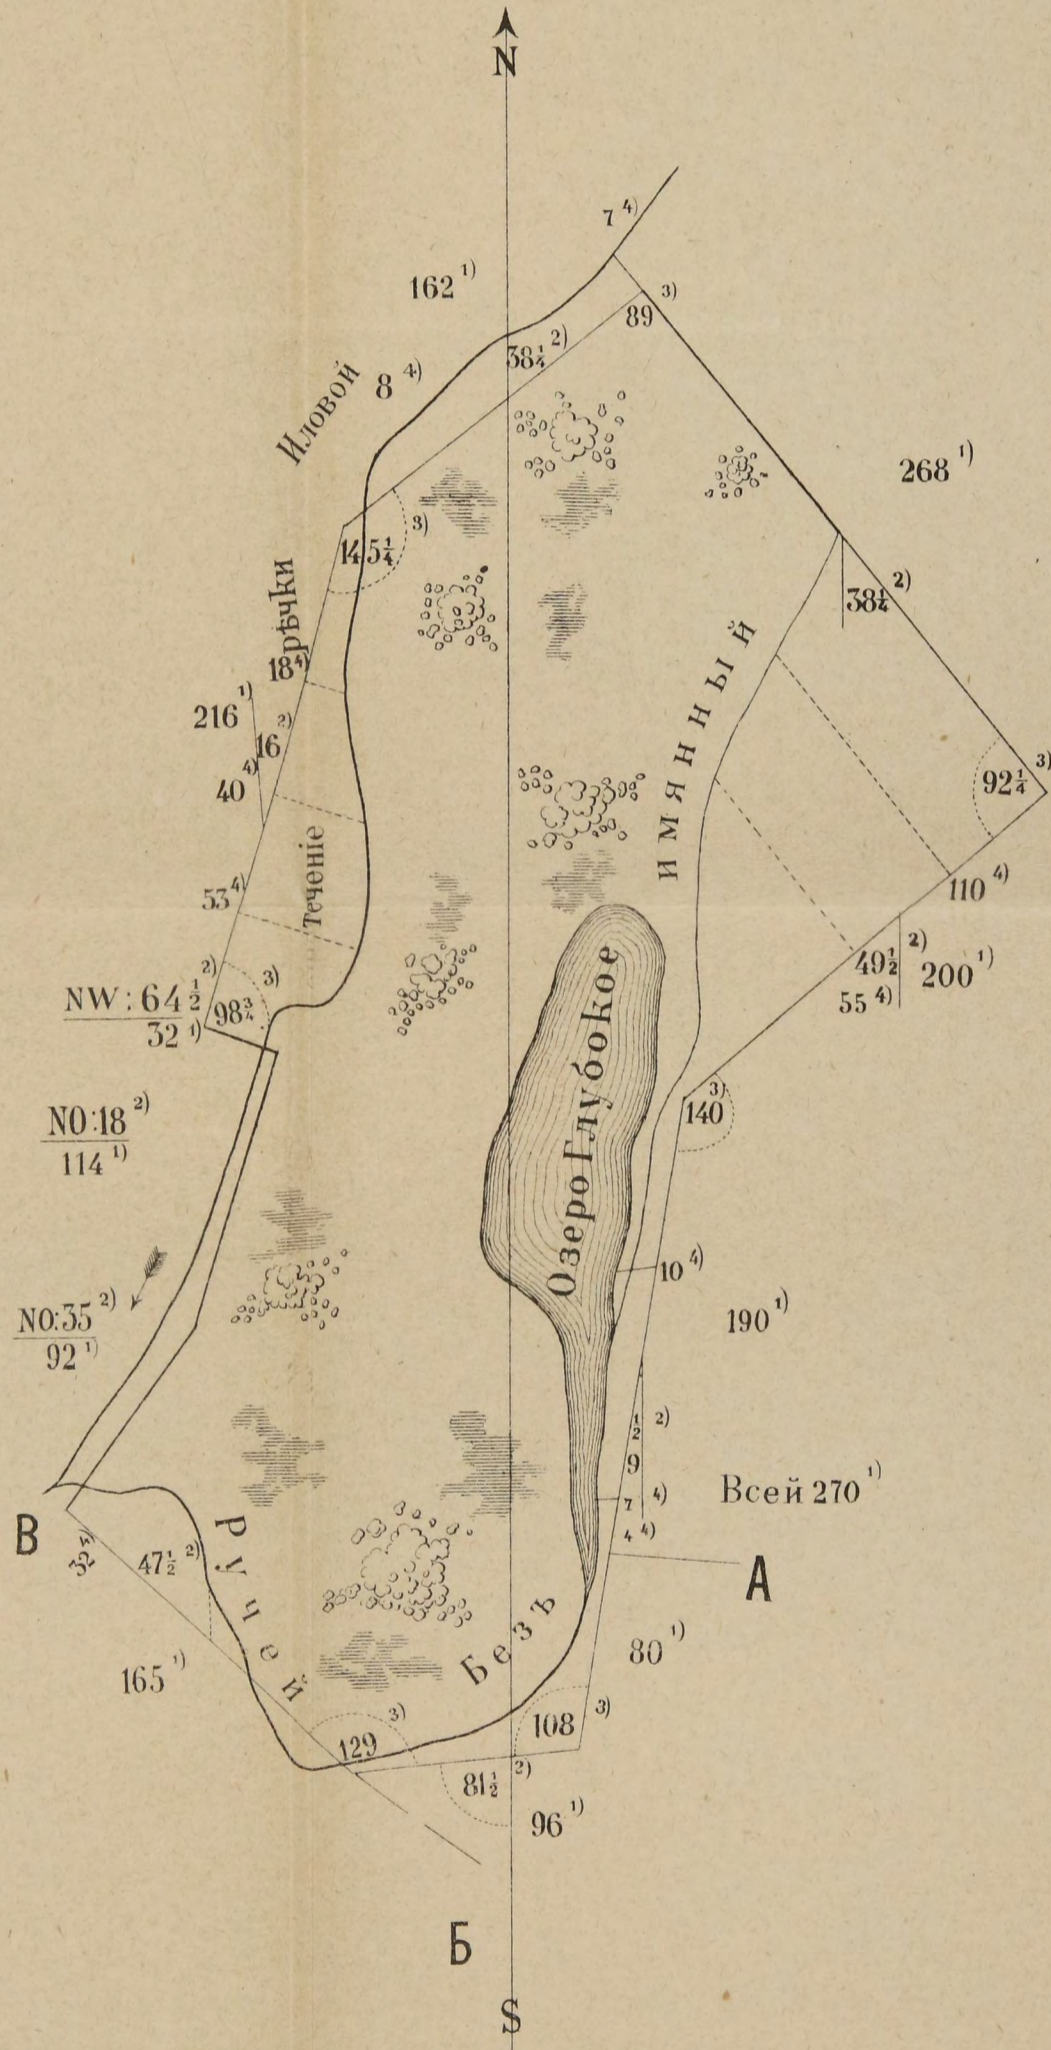 N
7 4)
162 1)
89 3)
38¼ 2)
8 4)
Иловой
268 1)
145¼ 3)
38¼ 2)
рѣчки
18 4)
216 1)
16 2)
40 4)
имянный
92¼ 3)
теченіе
53 4)
110 4)
49½ 2)
200 1)
55 4)
NW: 64½ 2)
32 1)
98¾ 3)
NO: 18 2)
114 1)
140 3)
Озеро Глубокое
10 4)
190 1)
NO: 35 2)
92 1)
½ 2)
9
7 4)
4 4)
Всей 270 1)
В
А
47½ 2)
Ручей
Безъ
80 1)
165 1)
129 3)
108 3)
81½ 2)
96 1)
Б
S